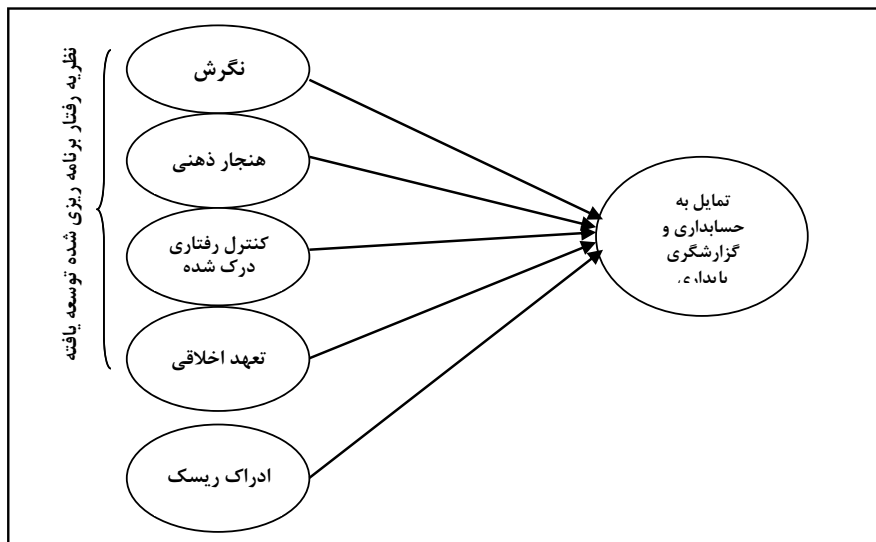 نظریه رفتار برنامه ریزی شده توسعه یافته
نگرش
هنجار ذهنی
کنترل رفتاری
درک شده
تعهد اخلاقی
ادراک ریسک
تمایل به
حسابداری و
گزارشگری
پایداری